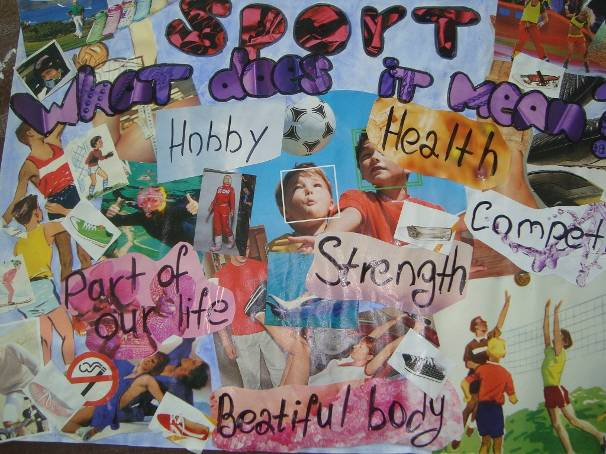 Sport
What does it mean?
Hobby
Health
Compet
Strength
Part of
our life
Beatiful body